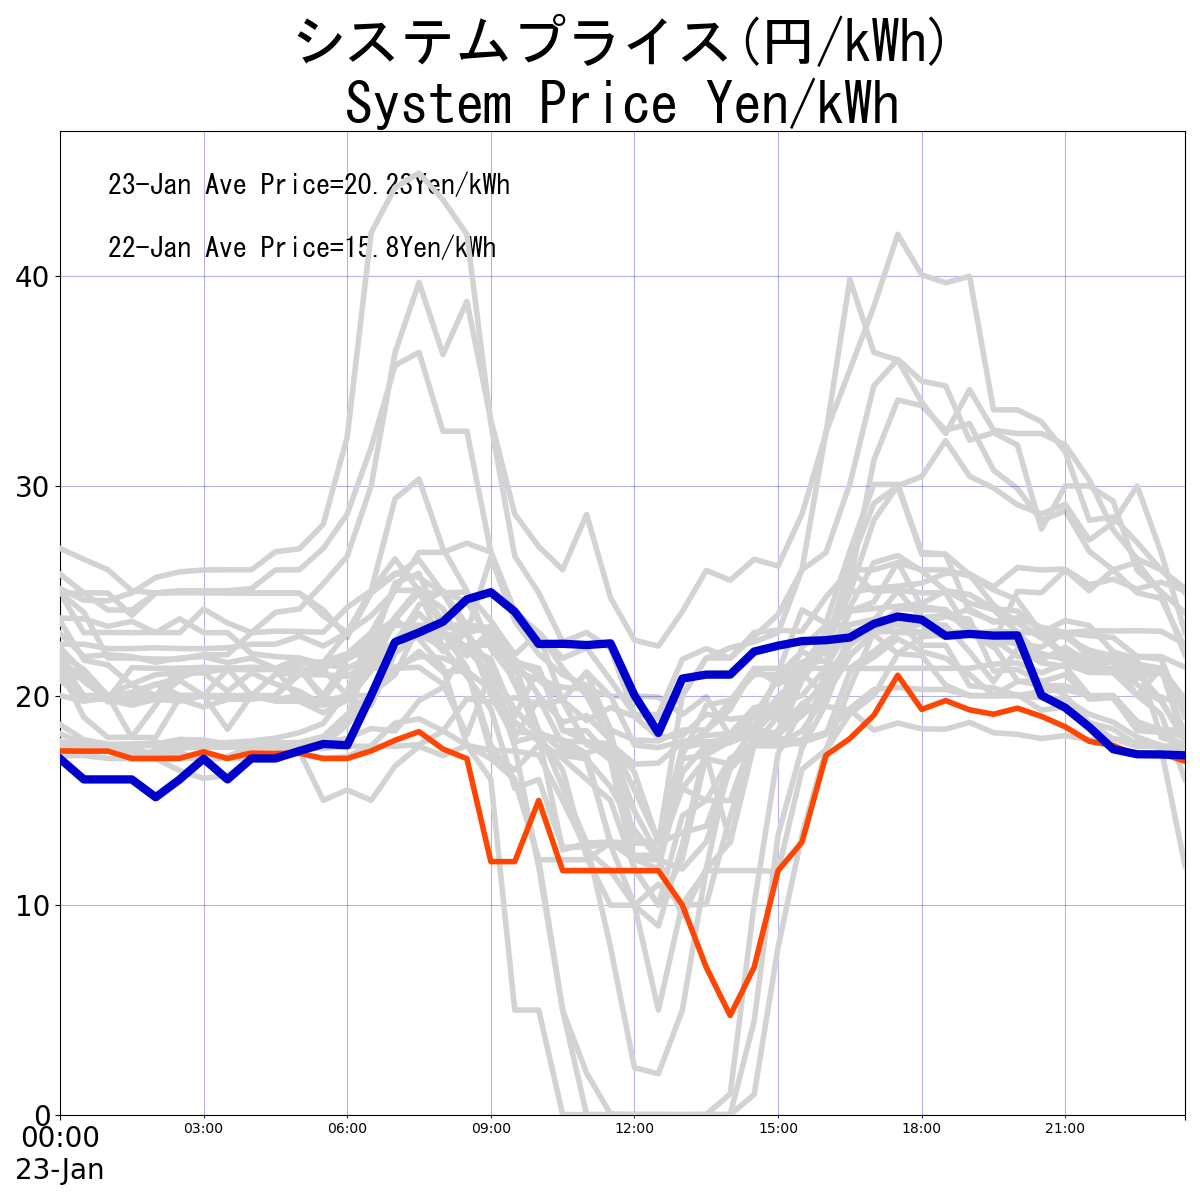 システムプライス(円/kWh)
System Price Yen/kWh
23-Jan Ave Price=20.23Yen/kWh
22-Jan Ave Price=15.8Yen/kWh
40
30
20
10
0
00:00 03:00 06:00 09:00 12:00 15:00 18:00 21:00
23-Jan